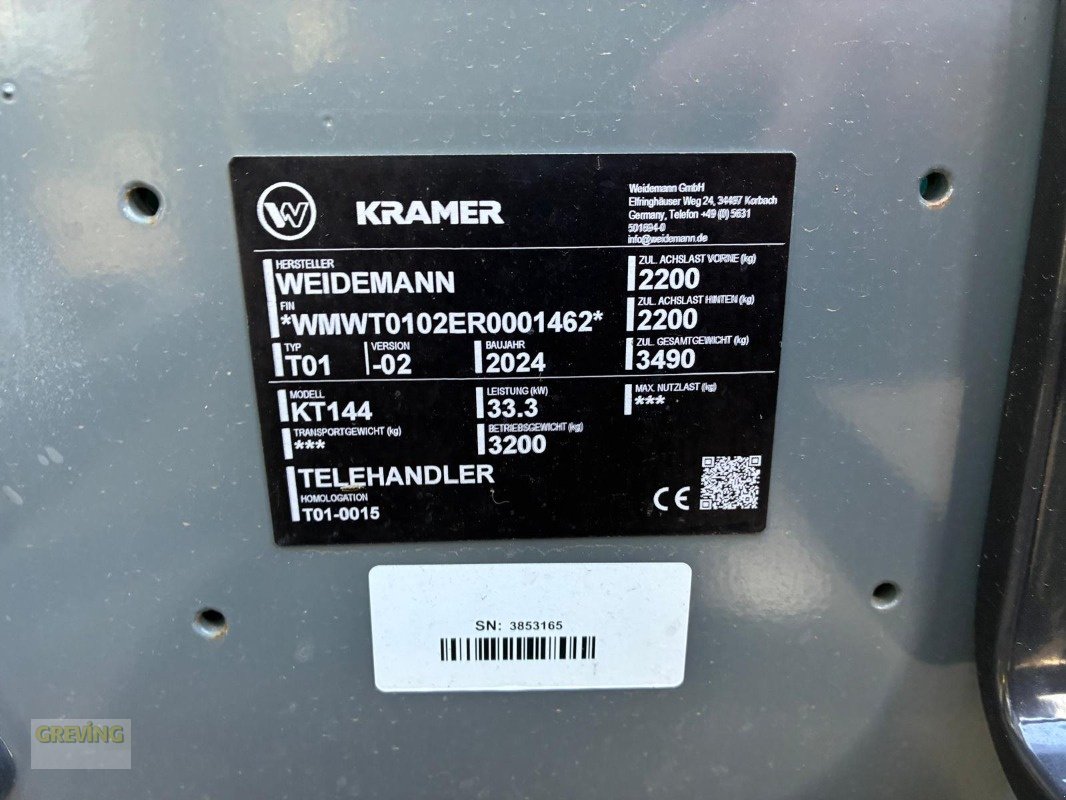 W KRAMER
Weidemann GmbH
Elfringhäuser Weg 24, 34497 Korbach
Germany, Telefon +49 (0) 5631
501694-0
info@weidemann.de
HERSTELLER
WEIDEMANN
FIN
*WMWT0102ER0001462*
TYP VERSION BAUJAHR
T01 -02 2024
ZUL. ACHSLAST VORNE (kg)
2200
ZUL. ACHSLAST HINTEN (kg)
2200
ZUL. GESAMTGEWICHT (kg)
3490
MODELL LEISTUNG (kW) MAX. NUTZLAST (kg)
KT144 33.3 ***
TRANSPORTGEWICHT (kg) BETRIEBSGEWICHT (kg)
*** 3200
TELEHANDLER
HOMOLOGATION
T01-0015
CE
SN: 3853165
GREVING